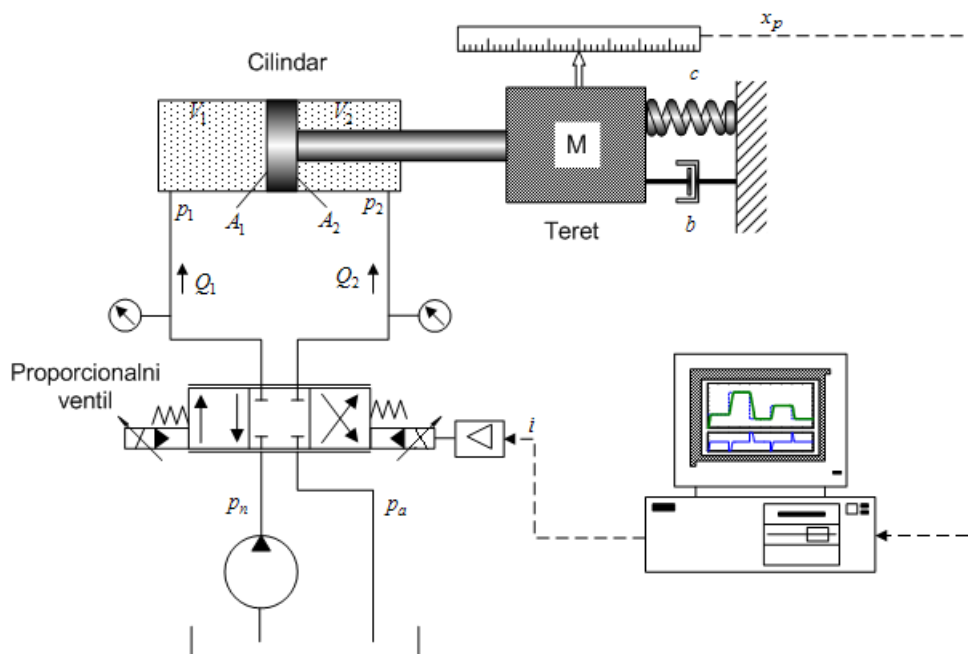 x_p
Cilindar
c
V_1
V_2
M
p_1
A_1
A_2
p_2
Teret
b
Q_1
Q_2
Proporcionalni
ventil
i
p_n
p_a